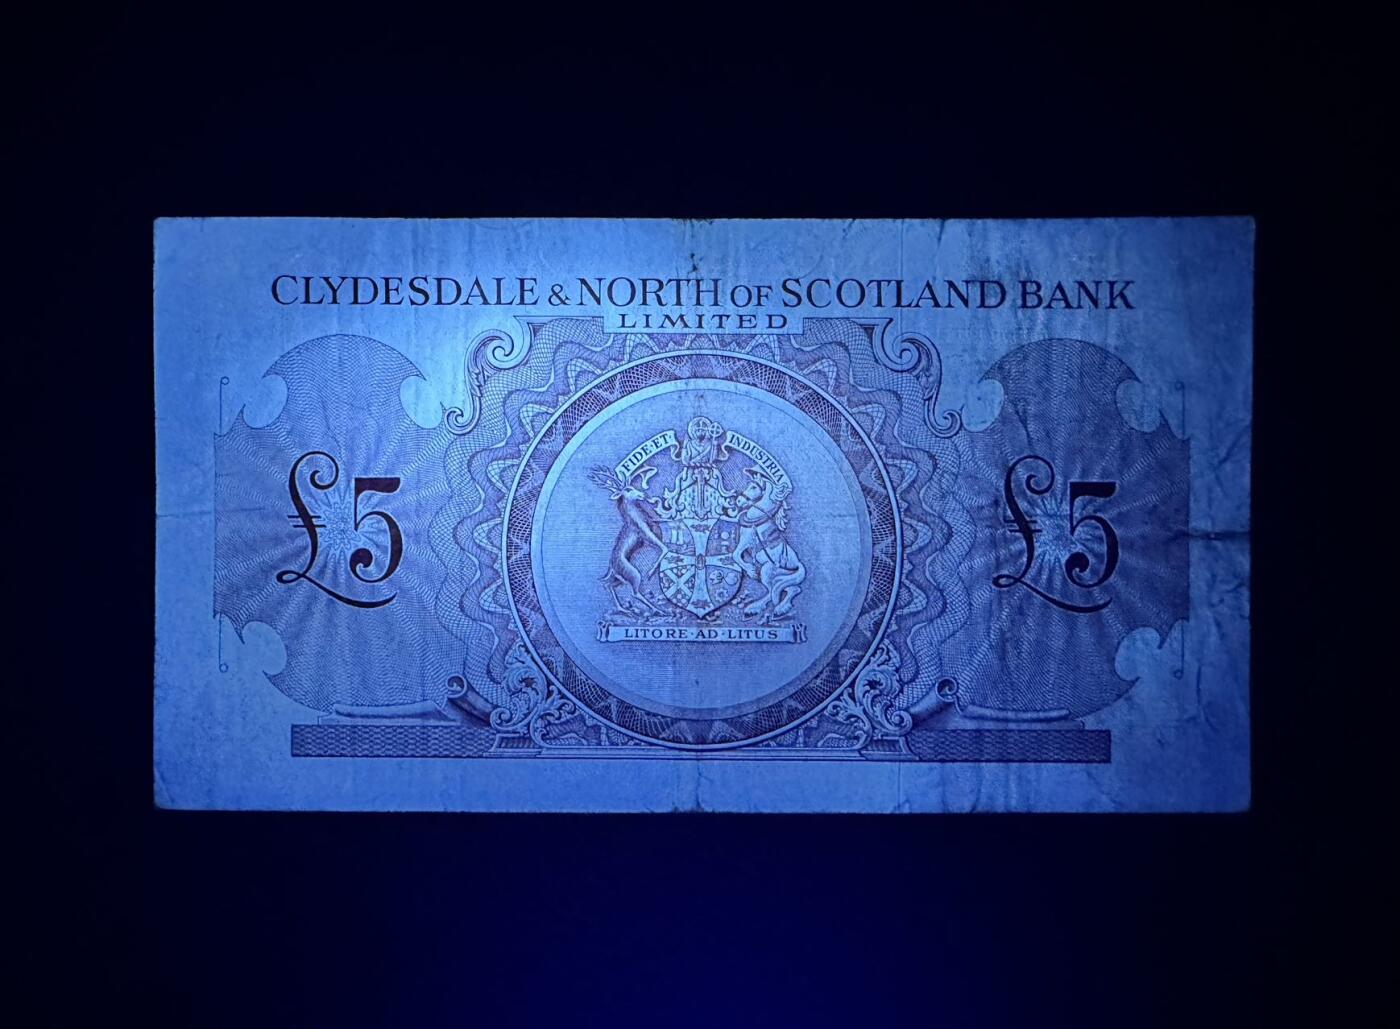 CLYDESDALE & NORTH OF SCOTLAND BANK
LIMITED
FIDE·ET INDUSTRIA
£5 £5
LITORE·AD·LITUS